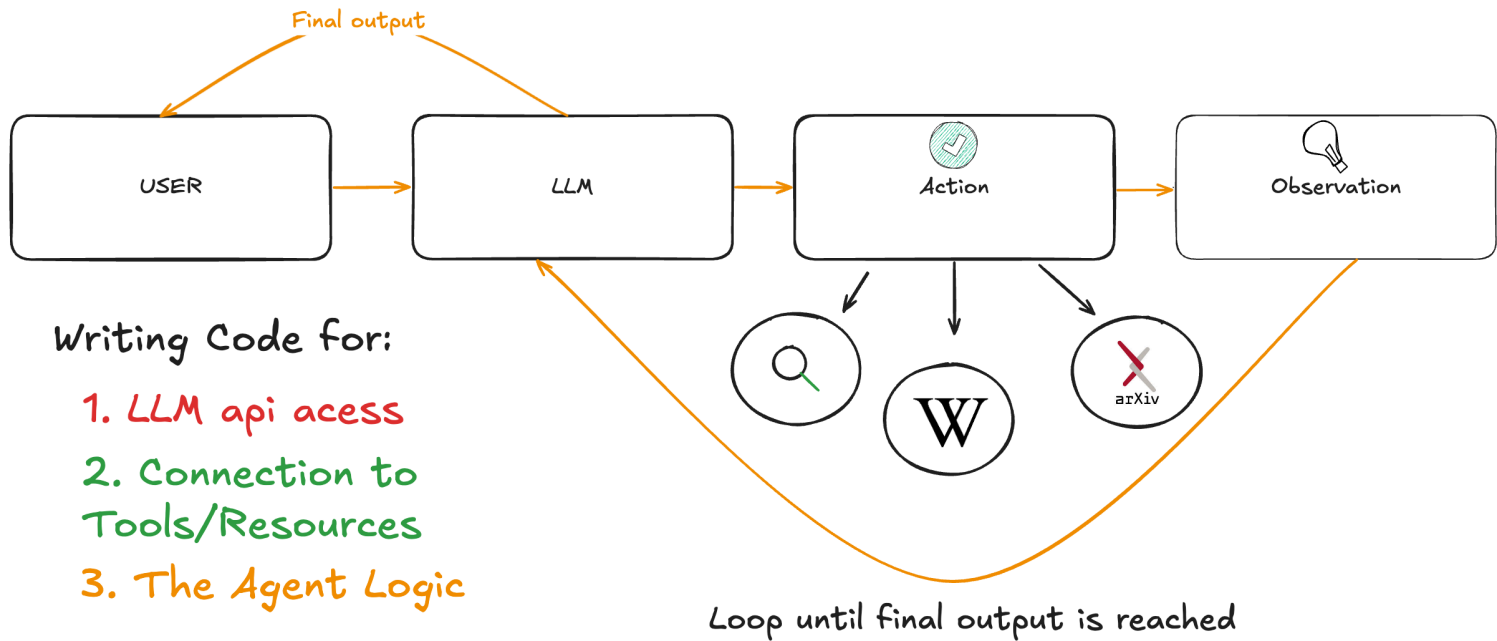 Final output
USER
LLM
Action
Observation
Writing Code for:
1. LLM api acess
2. Connection to
Tools/Resources
3. The Agent Logic
W
arXiv
Loop until final output is reached